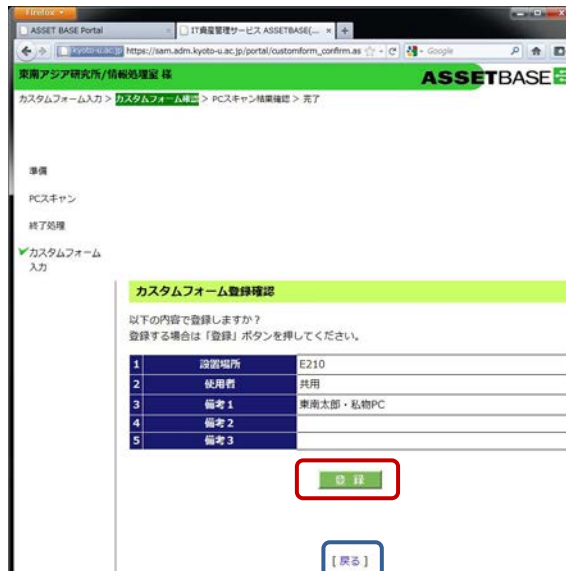 Firefox
ASSET BASE Portal
IT資産管理サービス ASSETBASE(...
kyoto-u.ac.jp https://sam.adm.kyoto-u.ac.jp/portal/customform_confirm.as
Google
東南アジア研究所/情報処理室 様
ASSETBASE
カスタムフォーム入力 > カスタムフォーム確認 > PCスキャン結果確認 > 完了
準備
PCスキャン
終了処理
カスタムフォーム
入力
カスタムフォーム登録確認
以下の内容で登録しますか?
登録する場合は「登録」ボタンを押してください。
1 設置場所 E210
2 使用者 共用
3 備考1 東南太郎・私物PC
4 備考2
5 備考3
登 録
[ 戻る ]